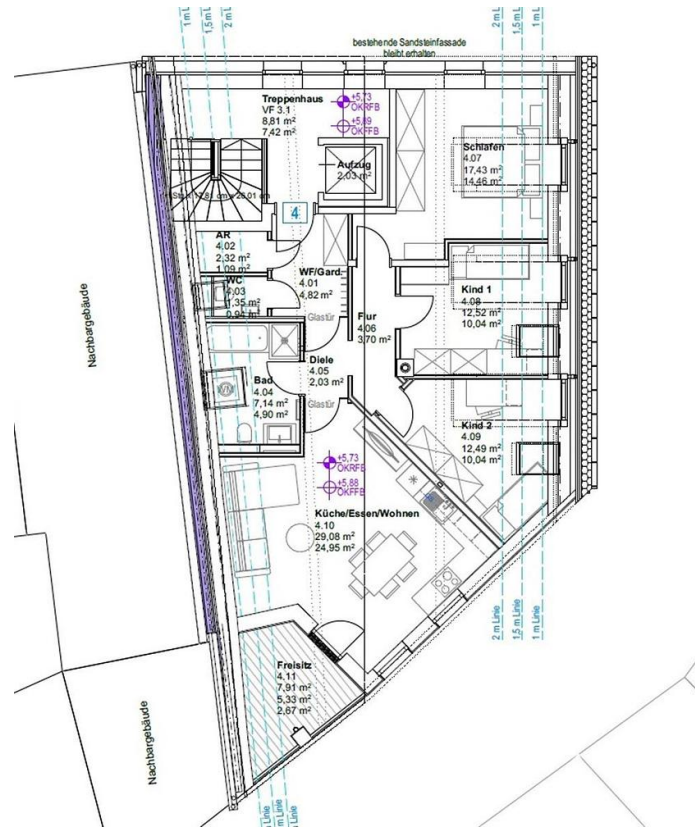 1 m L
1,5 m L
2 m L
2 m L
1,5 m L
1 m L
bestehende Sandsteinfassade
bleibt erhalten
Treppenhaus
VF 3.1
8,81 m²
7,42 m²
+5,73
OKRFB
OKFFB
Aufzug
2,03 m²
Schlafen
4.07
17,43 m²
14,46 m²
4
AR
4.02
2,32 m²
1,09 m²
WC
4.03
1,35 m²
0,94 m²
WF/Gard.
4.01
4,82 m²
Glastür
Flur
4.06
3,70 m²
Kind 1
4.08
12,52 m²
10,04 m²
Diele
4.05
2,03 m²
Glastür
Bad
4.04
7,14 m²
4,90 m²
WM
Kind 2
4.09
12,49 m²
10,04 m²
+5,73
OKRFB
+5,88
OKFFB
Küche/Essen/Wohnen
4.10
29,08 m²
24,95 m²
Freisitz
4.11
7,91 m²
5,33 m²
2,67 m²
Nachbargebäude
Nachbargebäude
2 m Linie
1,5 m Linie
1 m Linie
m Linie
m Linie
Linie